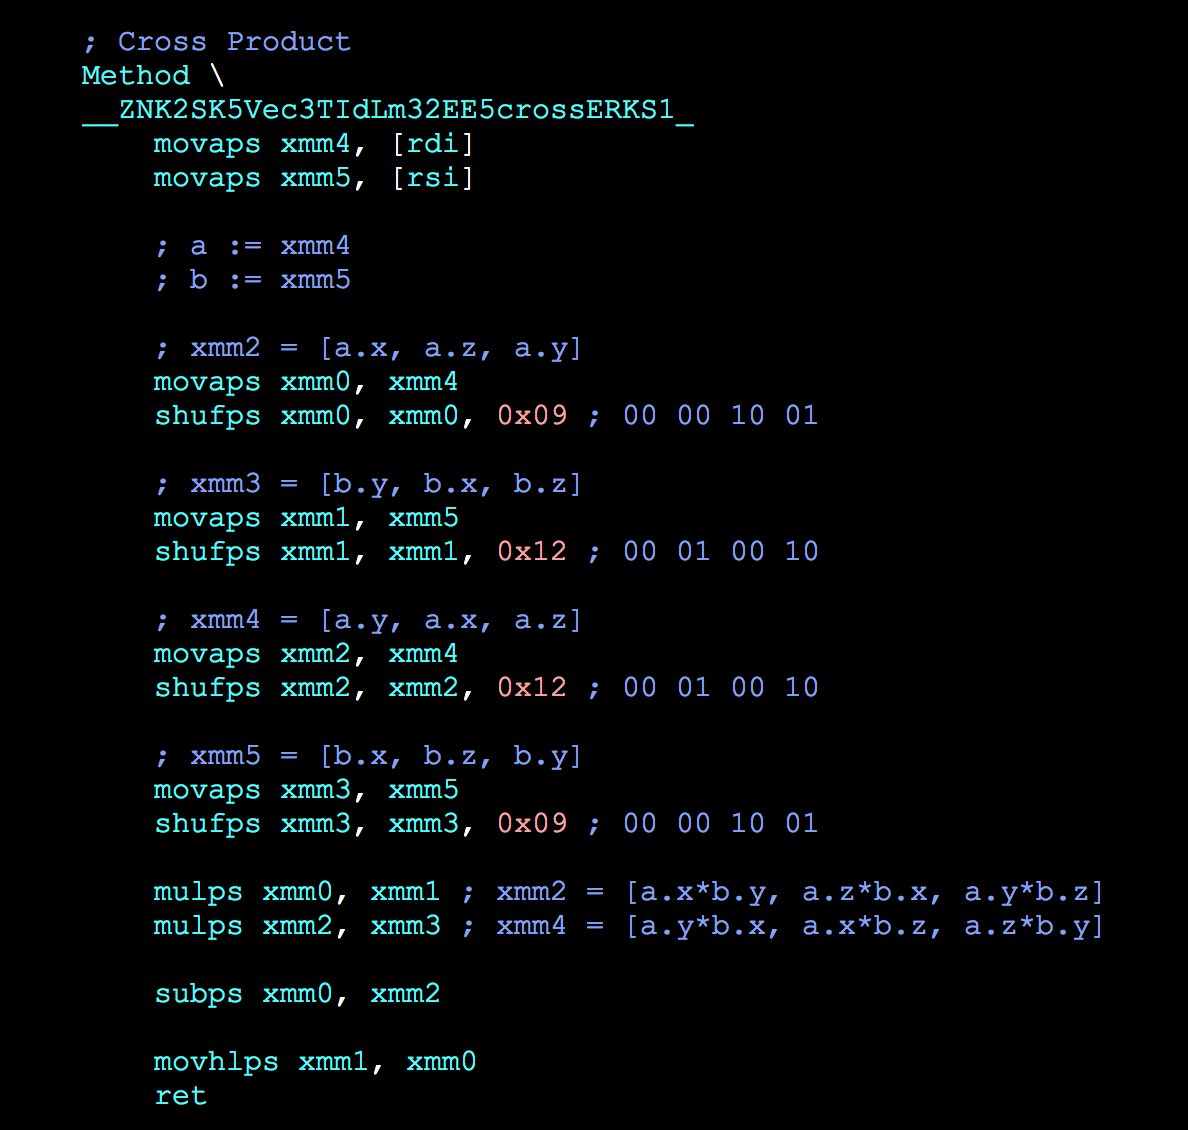 ; Cross Product
Method \
__ZNK2SK5Vec3TIdLm32EE5crossERKS1_
movaps xmm4, [rdi]
movaps xmm5, [rsi]
; a := xmm4
; b := xmm5
; xmm2 = [a.x, a.z, a.y]
movaps xmm0, xmm4
shufps xmm0, xmm0, 0x09 ; 00 00 10 01
; xmm3 = [b.y, b.x, b.z]
movaps xmm1, xmm5
shufps xmm1, xmm1, 0x12 ; 00 01 00 10
; xmm4 = [a.y, a.x, a.z]
movaps xmm2, xmm4
shufps xmm2, xmm2, 0x12 ; 00 01 00 10
; xmm5 = [b.x, b.z, b.y]
movaps xmm3, xmm5
shufps xmm3, xmm3, 0x09 ; 00 00 10 01
mulps xmm0, xmm1 ; xmm2 = [a.x*b.y, a.z*b.x, a.y*b.z]
mulps xmm2, xmm3 ; xmm4 = [a.y*b.x, a.x*b.z, a.z*b.y]
subps xmm0, xmm2
movhlps xmm1, xmm0
ret